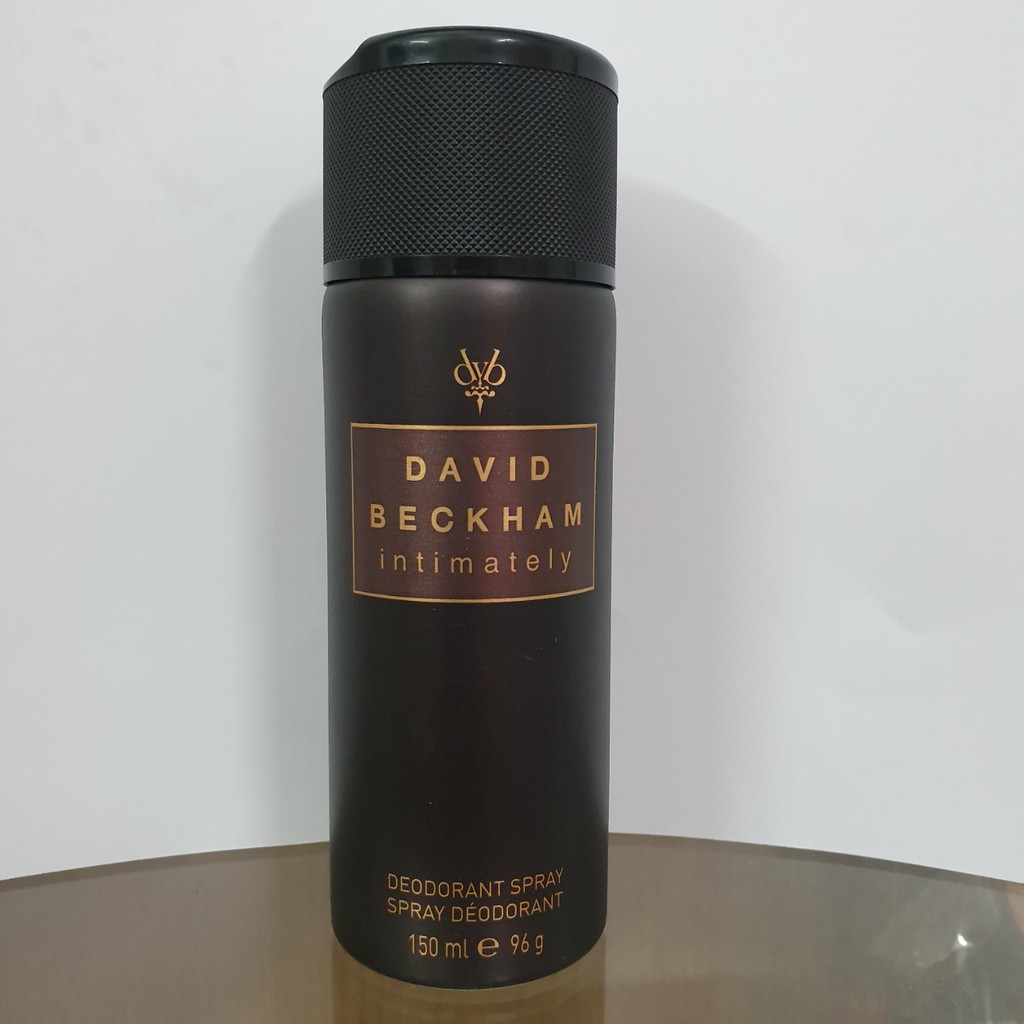 dvb
DAVID
BECKHAM
intimately
DEODORANT SPRAY
SPRAY DÉODORANT
150 ml ℮ 96 g